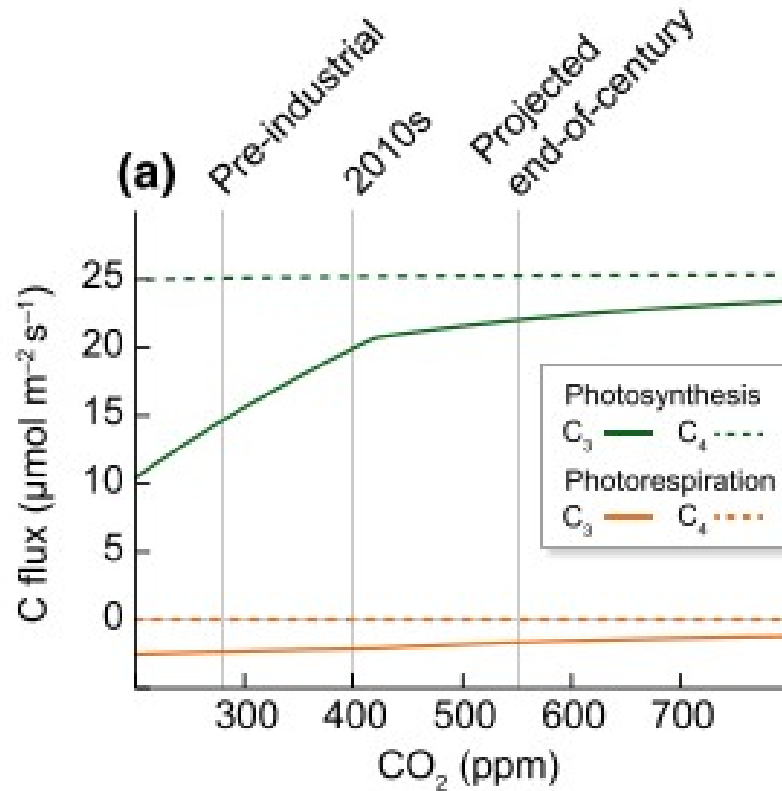 (a)
Pre-industrial
2010s
Projected
end-of-century
C flux (μmol m⁻² s⁻¹)
25
20
15
10
5
0
Photosynthesis
C₃ C₄
Photorespiration
C₃ C₄
300 400 500 600 700
CO₂ (ppm)